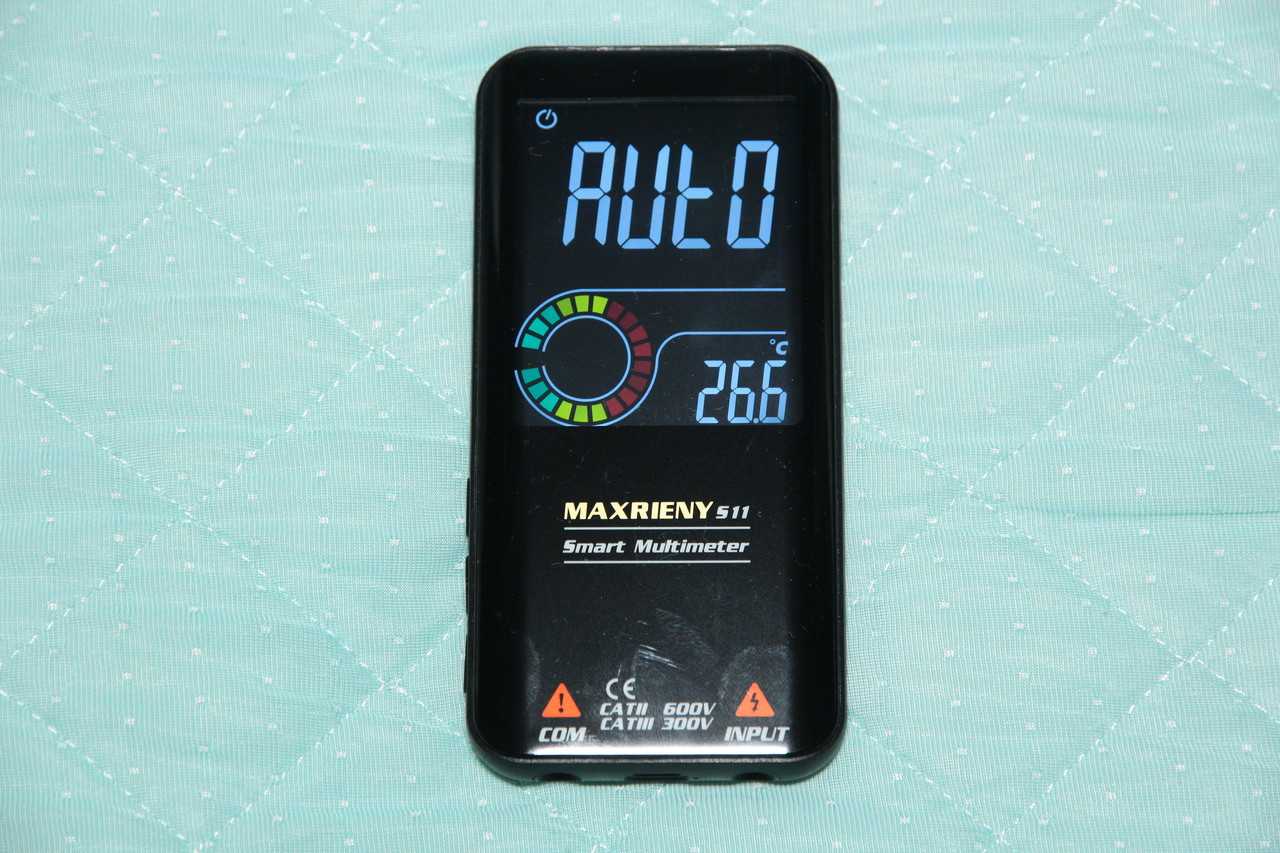 AUtO
°C
26.6
MAXRIENY S11
Smart Multimeter
CE
CATII 600V
CATIII 300V
COM
INPUT